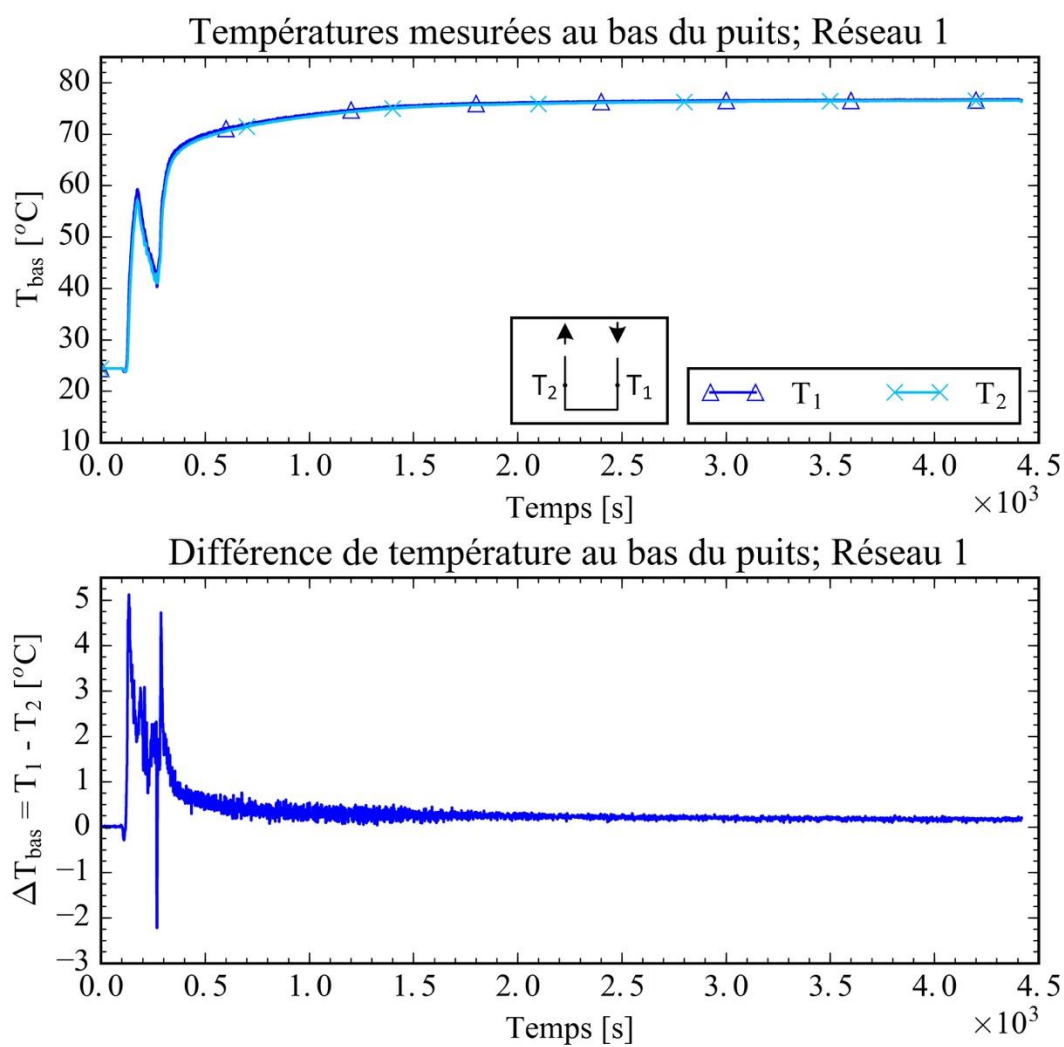 Températures mesurées au bas du puits; Réseau 1
80
70
60
50
40
30
20
10
T_bas [°C]
T₂ T₁
T₁ T₂
0.0 0.5 1.0 1.5 2.0 2.5 3.0 3.5 4.0 4.5
Temps [s]
×10³
Différence de température au bas du puits; Réseau 1
5
4
3
2
1
0
−1
−2
−3
ΔT_bas = T₁ - T₂ [°C]
0.0 0.5 1.0 1.5 2.0 2.5 3.0 3.5 4.0 4.5
Temps [s]
×10³